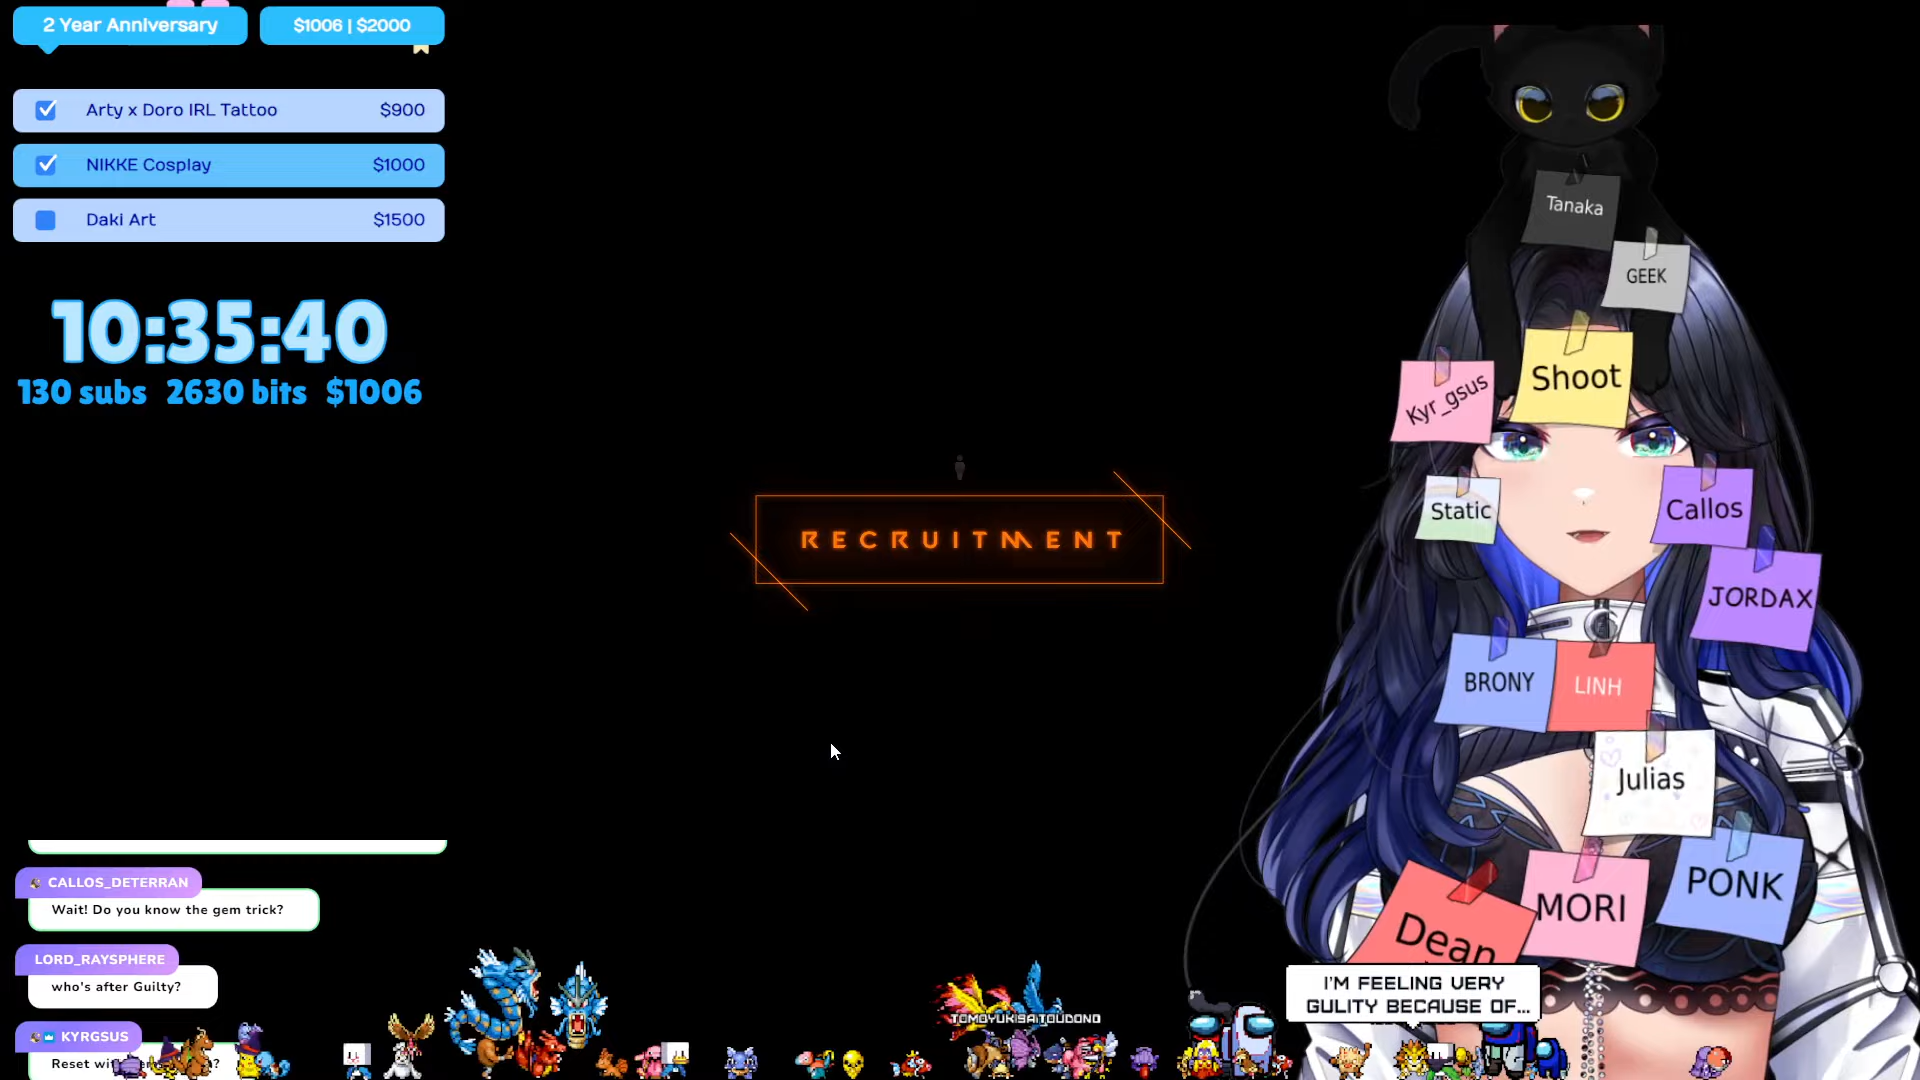 2 Year Anniversary
$1006 | $2000
Arty x Doro IRL Tattoo $900
NIKKE Cosplay $1000
Daki Art $1500
10:35:40
130 subs 2630 bits $1006
RECRUITMENT
Tanaka
GEEK
Shoot
Kyr_gsus
Static
Callos
JORDAX
BRONY
LINH
Julias
PONK
MORI
Dean
CALLOS_DETERRAN
Wait! Do you know the gem trick?
LORD_RAYSPHERE
who's after Guilty?
KYRGSUS
Reset
I'M FEELING VERY
GULITY BECAUSE OF...
TOMOYUKISAITOUDONO